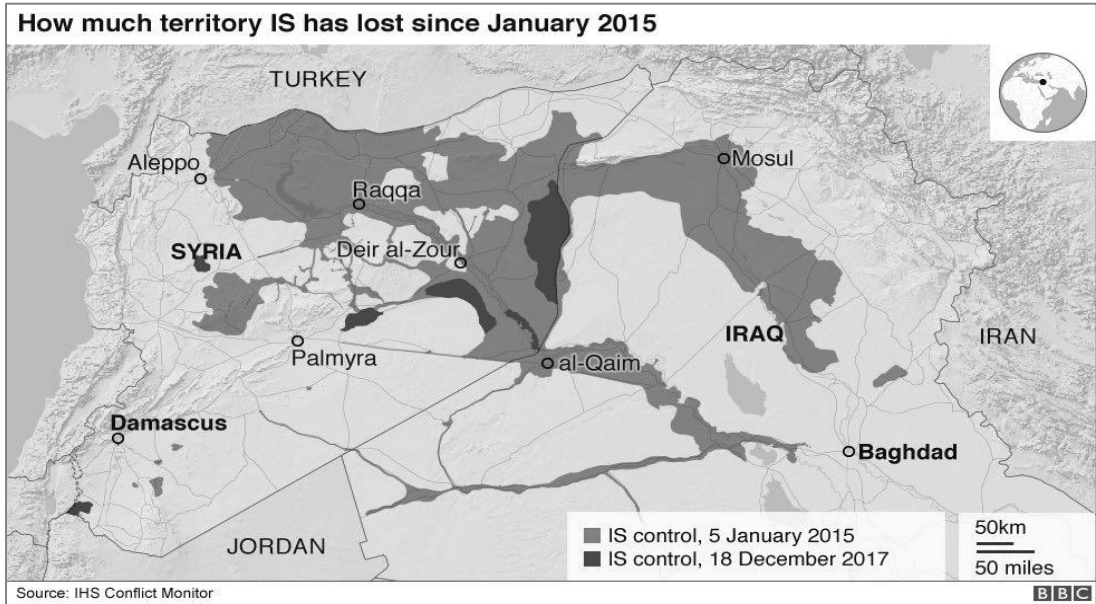 How much territory IS has lost since January 2015
TURKEY
Aleppo
Mosul
Raqqa
SYRIA
Deir al-Zour
IRAQ
IRAN
Palmyra
al-Qaim
Damascus
Baghdad
JORDAN
IS control, 5 January 2015
IS control, 18 December 2017
50km
50 miles
Source: IHS Conflict Monitor
BBC